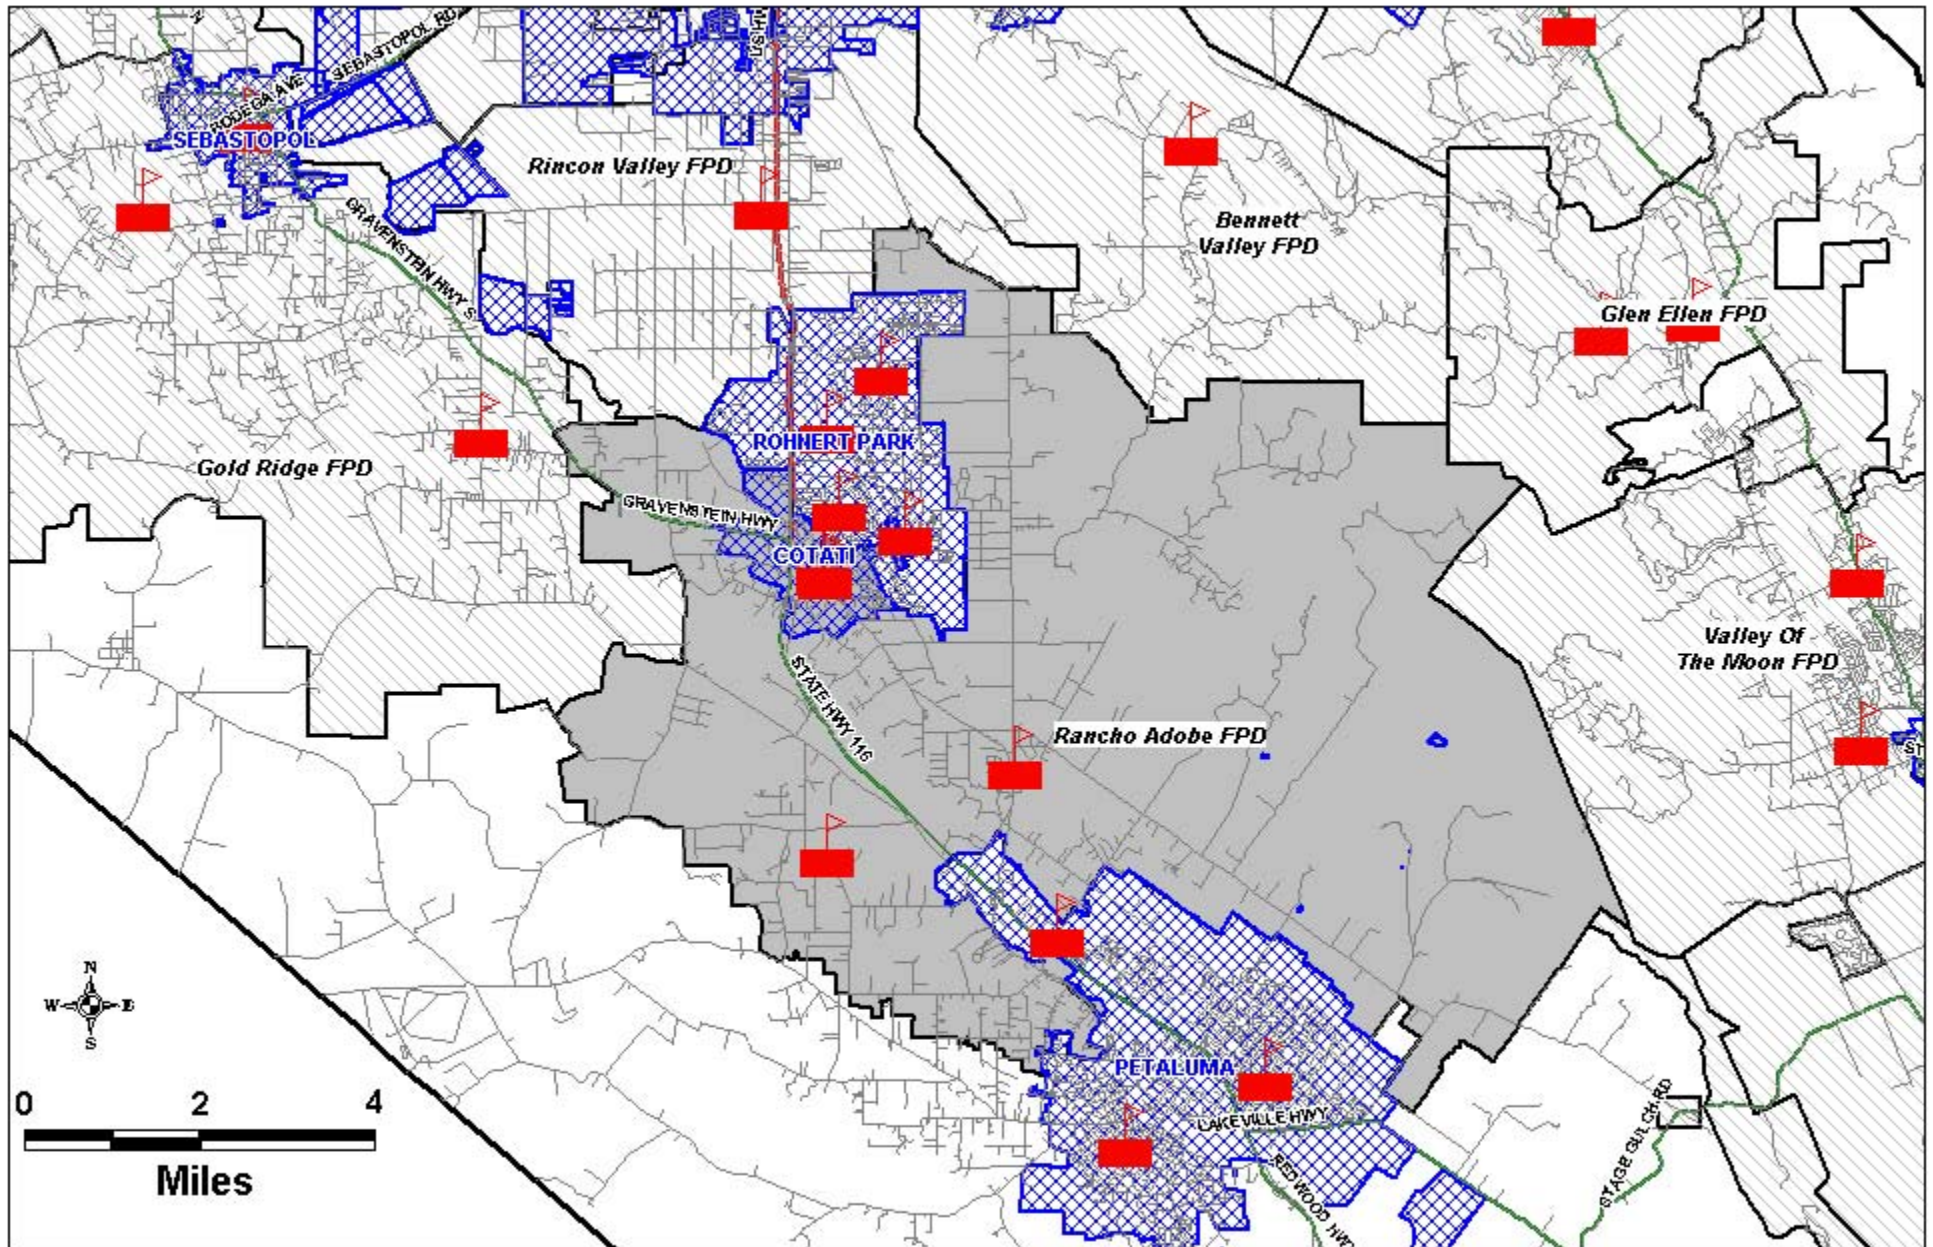 SEBASTOPOL RD
BODEGA AVE
SEBASTOPOL
Rincon Valley FPD
GRAVENSTEIN HWY S
Bennett
Valley FPD
Glen Ellen FPD
ROHNERT PARK
Gold Ridge FPD
GRAVENSTEIN HWY
COTATI
Valley Of
The Moon FPD
STATE HWY 116
Rancho Adobe FPD
N
W E
S
PETALUMA
LAKEVILLE HWY
STAGE GULCH RD
REDWOOD HWY
0 2 4
Miles